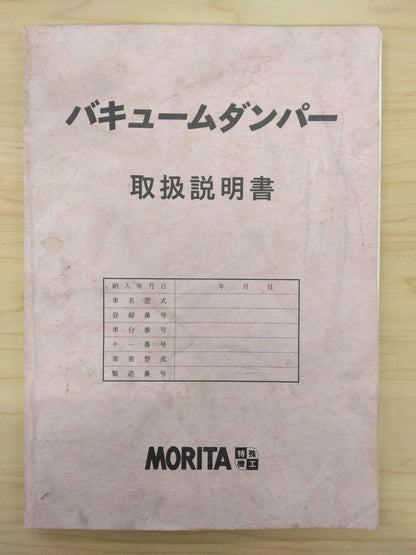 バキュームダンパー
取扱説明書
納入年月日 年 月 日
車名型式
登録番号
車台番号
キー番号
架装型式
製造番号
MORITA 特殊機工